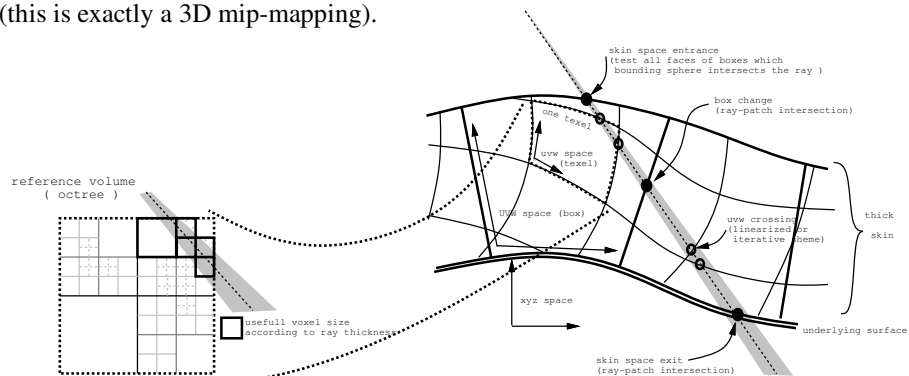 (this is exactly a 3D mip-mapping).
skin space entrance
(test all faces of boxes which
bounding sphere intersects the ray )
box change
(ray-patch intersection)
one texel
uvw space
(texel)
reference volume
( octree )
UVW space (box)
uvw crossing
(linearized or
iterative sheme)
thick
skin
xyz space
usefull voxel size
according to ray thickness
underlying surface
skin space exit
(ray-patch intersection)